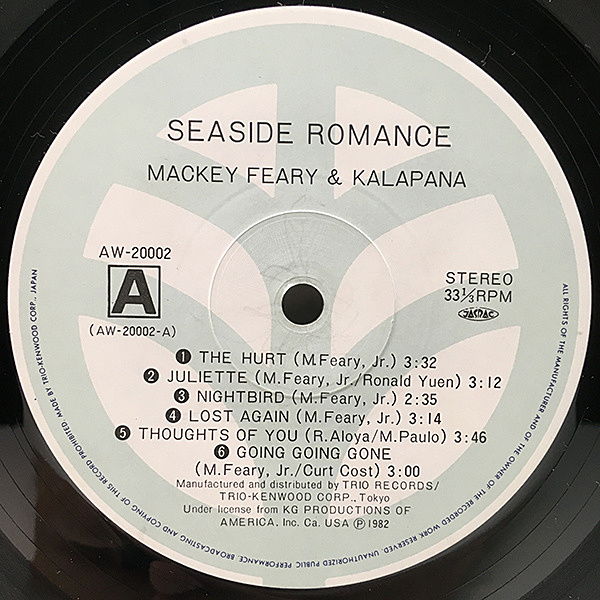 SEASIDE ROMANCE
MACKEY FEARY & KALAPANA
AW-20002
A
(AW-20002-A)
STEREO
33⅓RPM
JASRAC
❶ THE HURT (M.Feary, Jr.) 3:32
❷ JULIETTE (M.Feary, Jr./Ronald Yuen) 3:12
❸ NIGHTBIRD (M.Feary, Jr.) 2:35
❹ LOST AGAIN (M.Feary, Jr.) 3:14
❺ THOUGHTS OF YOU (R.Aloya/M.Paulo) 3:46
❻ GOING GOING GONE
(M.Feary, Jr./Curt Cost) 3:00
Manufactured and distributed by TRIO RECORDS/
TRIO-KENWOOD CORP., Tokyo
Under license from KG PRODUCTIONS OF
AMERICA, Inc. Ca. USA Ⓟ1982
ALL RIGHTS OF THE MANUFACTURER AND OF THE OWNER OF THE RECORDED WORK RESERVED. UNAUTHORIZED PUBLIC PERFORMANCE, BROADCASTING AND COPYING OF THIS RECORD PROHIBITED MADE BY TRIO-KENWOOD CORP., JAPAN